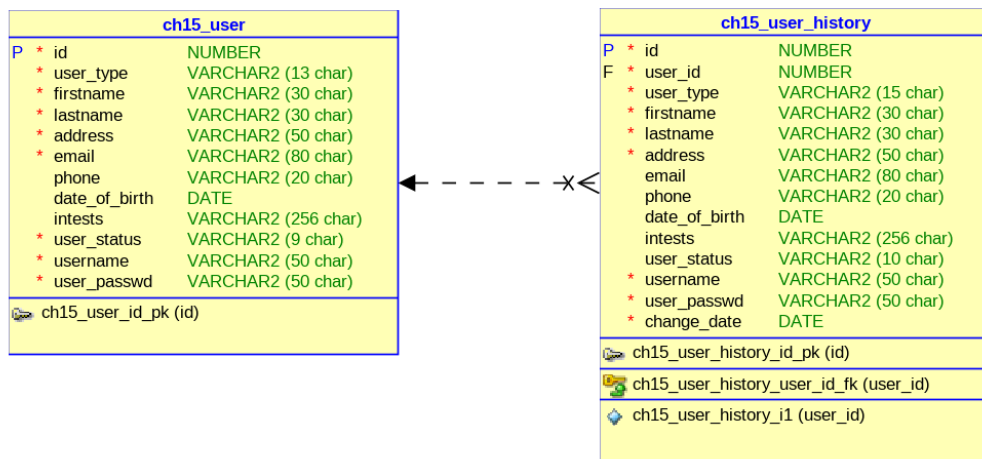 ch15_user
P * id NUMBER
* user_type VARCHAR2 (13 char)
* firstname VARCHAR2 (30 char)
* lastname VARCHAR2 (30 char)
* address VARCHAR2 (50 char)
* email VARCHAR2 (80 char)
phone VARCHAR2 (20 char)
date_of_birth DATE
intests VARCHAR2 (256 char)
* user_status VARCHAR2 (9 char)
* username VARCHAR2 (50 char)
* user_passwd VARCHAR2 (50 char)
ch15_user_id_pk (id)
ch15_user_history
P * id NUMBER
F * user_id NUMBER
* user_type VARCHAR2 (15 char)
* firstname VARCHAR2 (30 char)
* lastname VARCHAR2 (30 char)
* address VARCHAR2 (50 char)
email VARCHAR2 (80 char)
phone VARCHAR2 (20 char)
date_of_birth DATE
intests VARCHAR2 (256 char)
user_status VARCHAR2 (10 char)
* username VARCHAR2 (50 char)
* user_passwd VARCHAR2 (50 char)
* change_date DATE
ch15_user_history_id_pk (id)
ch15_user_history_user_id_fk (user_id)
ch15_user_history_i1 (user_id)